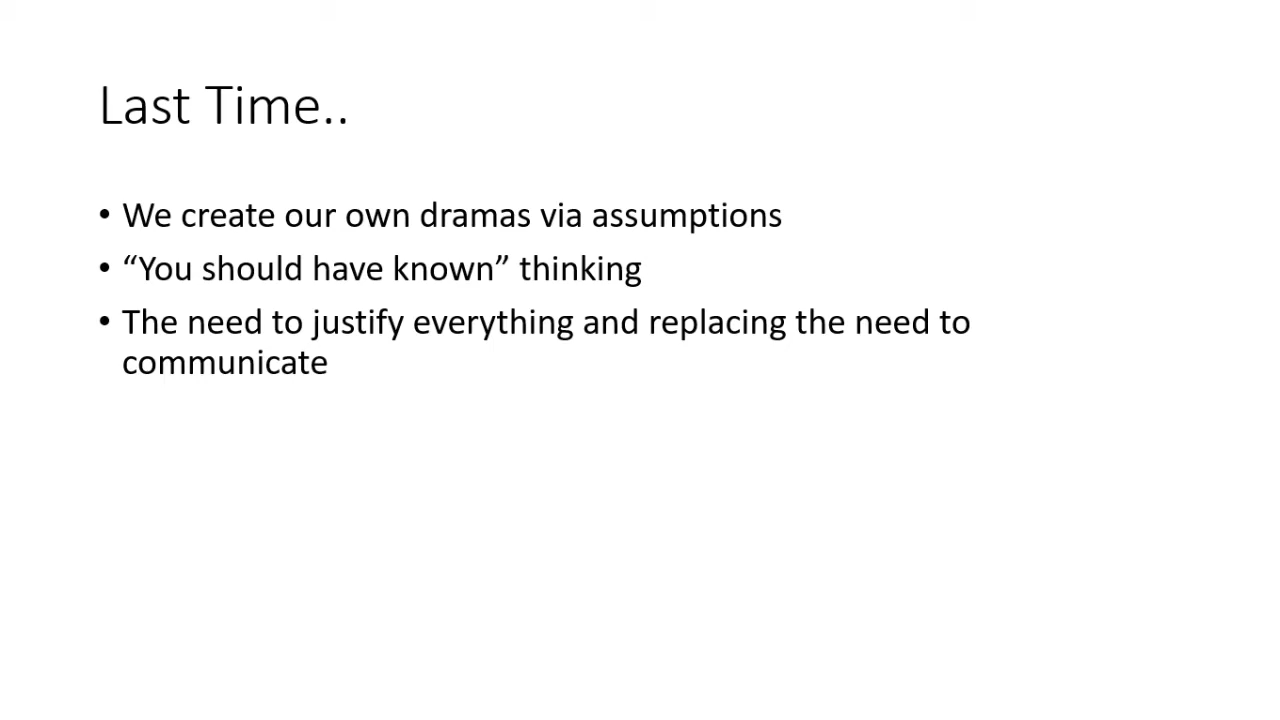 Last Time..
• We create our own dramas via assumptions
• “You should have known” thinking
• The need to justify everything and replacing the need to
communicate